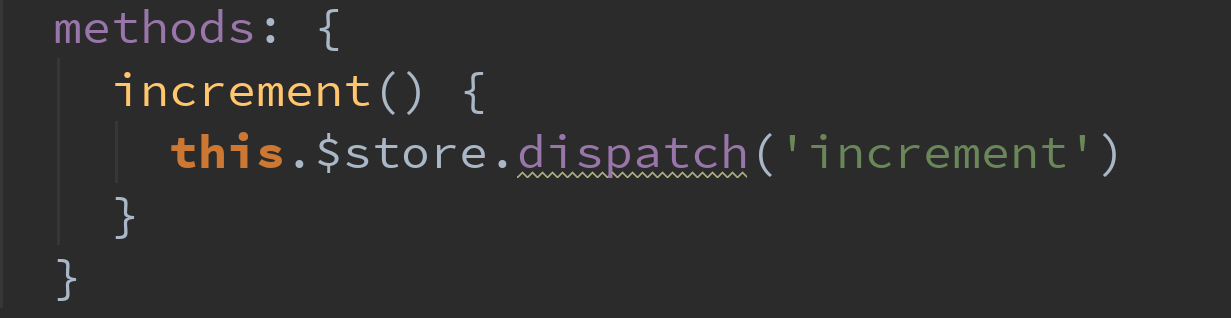 methods: {
  increment() {
    this.$store.dispatch('increment')
  }
}